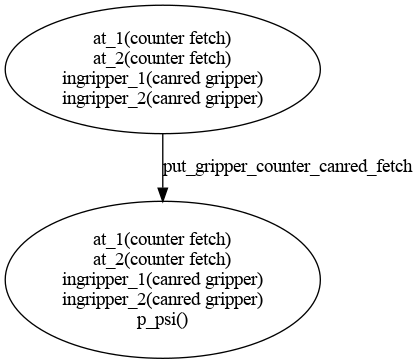 at_1(counter fetch)
at_2(counter fetch)
ingripper_1(canred gripper)
ingripper_2(canred gripper)
put_gripper_counter_canred_fetch
at_1(counter fetch)
at_2(counter fetch)
ingripper_1(canred gripper)
ingripper_2(canred gripper)
p_psi()